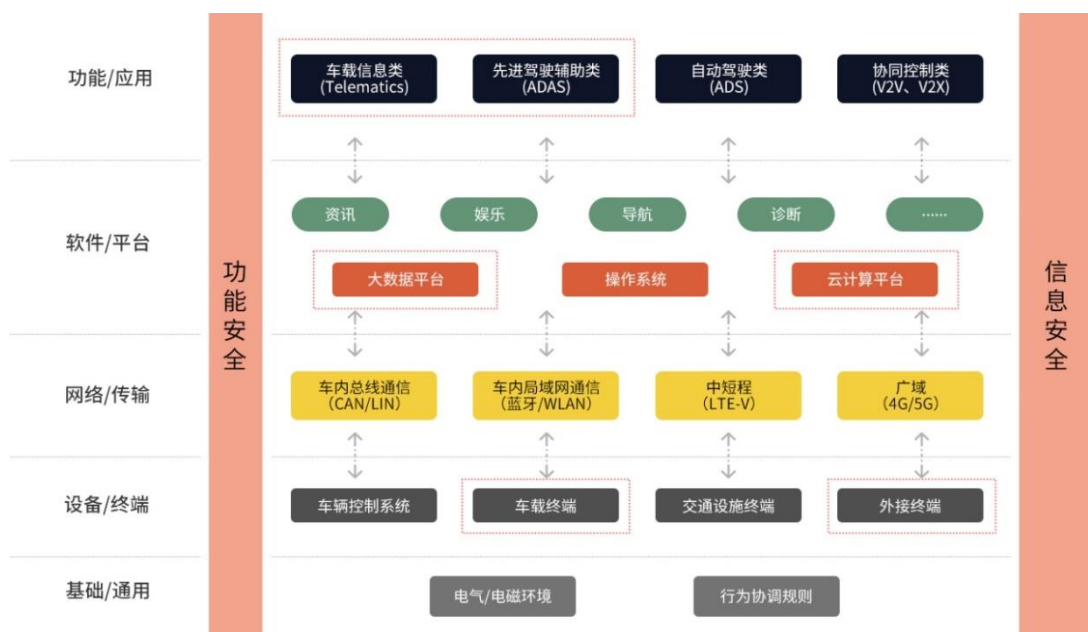 功能/应用
车载信息类
(Telematics)
先进驾驶辅助类
(ADAS)
自动驾驶类
(ADS)
协同控制类
(V2V、V2X)
软件/平台
资讯
娱乐
导航
诊断
……
大数据平台
操作系统
云计算平台
功能安全
信息安全
网络/传输
车内总线通信
（CAN/LIN）
车内局域网通信
（蓝牙/WLAN）
中短程
（LTE-V）
广域
（4G/5G）
设备/终端
车辆控制系统
车载终端
交通设施终端
外接终端
基础/通用
电气/电磁环境
行为协调规则